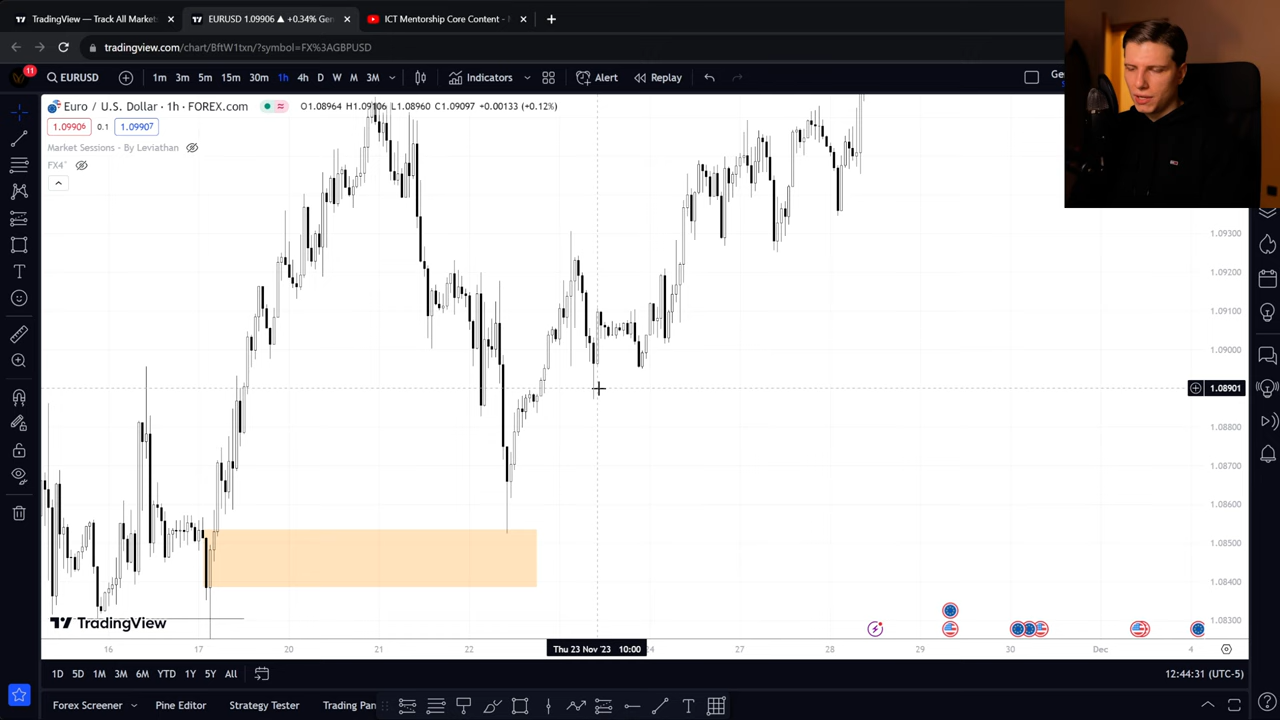 TradingView — Track All Market
EURUSD 1.09906 ▲ +0.34% Gen
ICT Mentorship Core Content -
tradingview.com/chart/BftW1txn/?symbol=FX%3AGBPUSD
11
EURUSD
1m 3m 5m 15m 30m 1h 4h D W M 3M
Indicators
Alert
Replay
Ge
Euro / U.S. Dollar · 1h · FOREX.com
O1.08964 H1.09106 L1.08960 C1.09097 +0.00133 (+0.12%)
1.09906 0.1 1.09907
Market Sessions - By Leviathan
FX4
1.09300
1.09200
1.09100
1.09000
1.08901
1.08800
1.08700
1.08600
1.08500
1.08400
1.08300
TradingView
16 17 20 21 22 Thu 23 Nov '23 10:00 24 27 28 29 30 Dec 4
1D 5D 1M 3M 6M YTD 1Y 5Y All
12:44:31 (UTC-5)
Forex Screener Pine Editor Strategy Tester Trading Pan